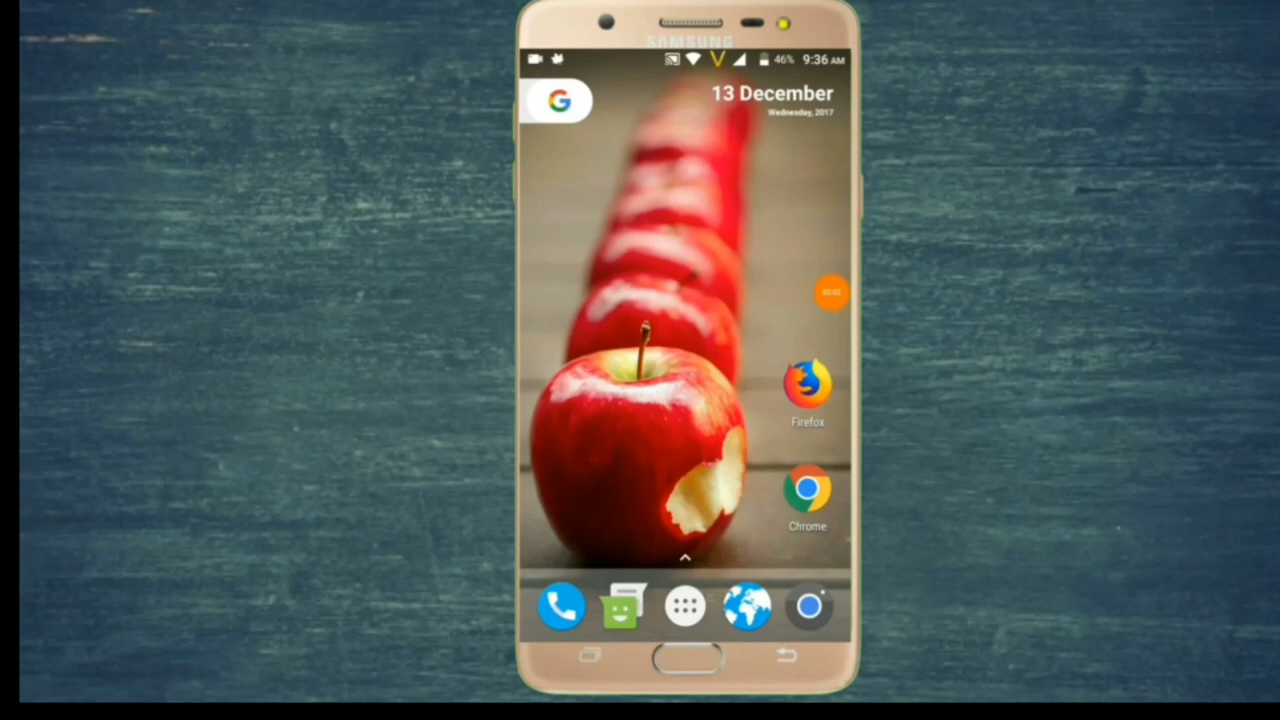 SAMSUNG
46% 9:36 AM
13 December
Wednesday, 2017
Firefox
Chrome